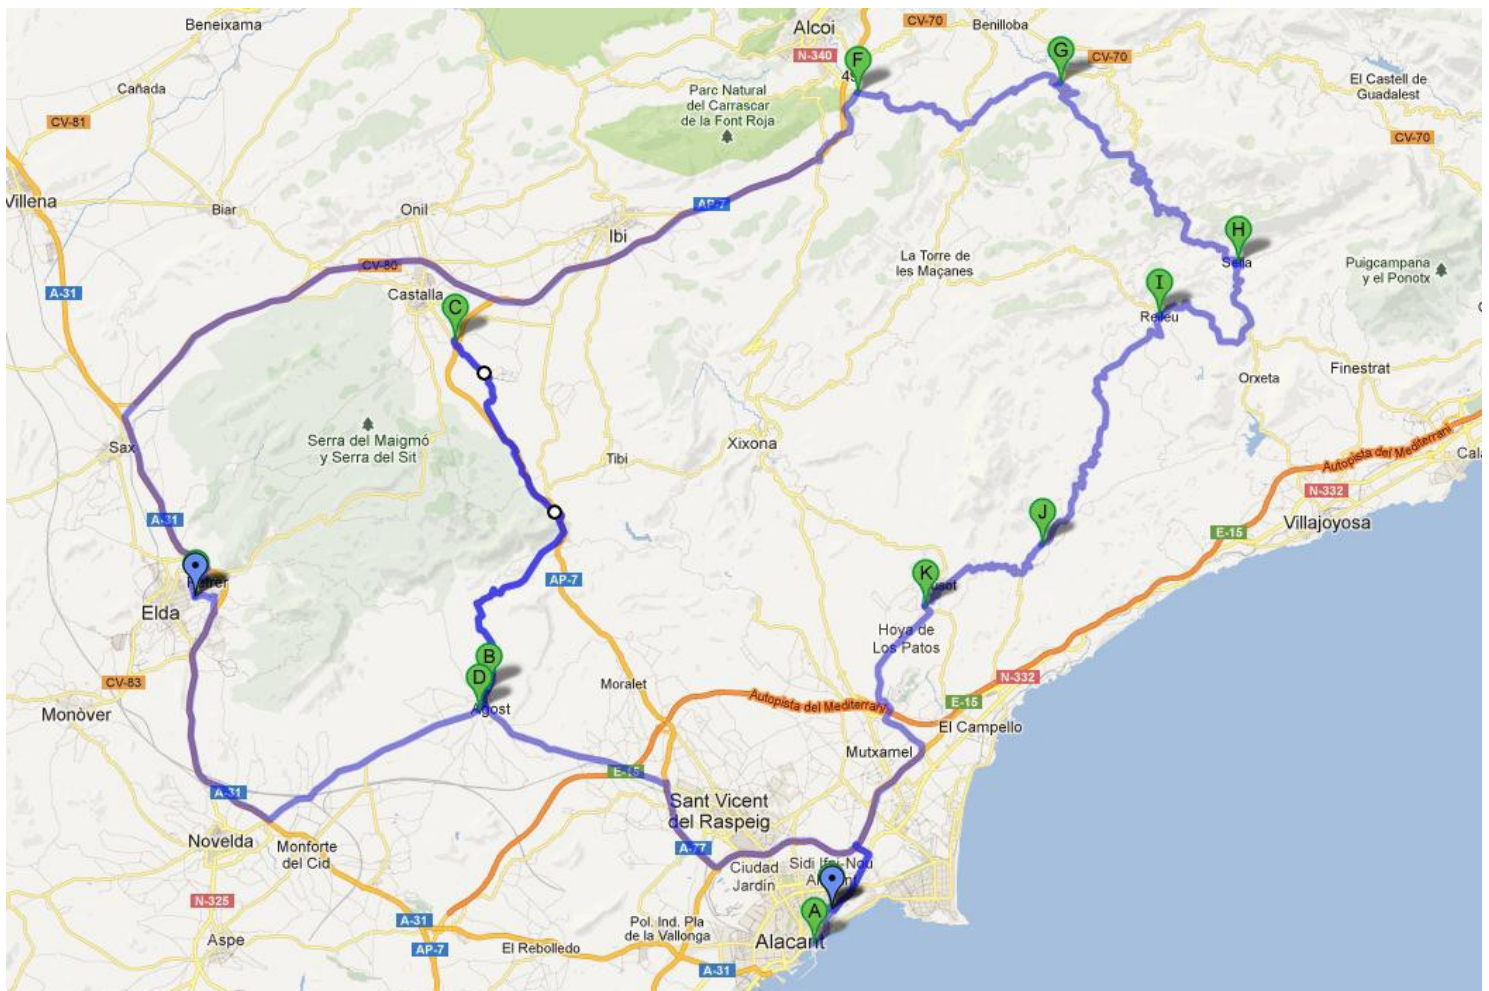 Beneixama
Alcoi
CV-70
Benilloba
N-340
F
G
CV-70
El Castell de
Guadalest
Cañada
Parc Natural
del Carrascar
de la Font Roja
CV-81
CV-70
Villena
Biar
Onil
AP-7
Ibi
H
La Torre de
les Maçanes
Sella
Puigcampana
y el Ponotx
CV-80
A-31
Castalla
C
I
Relleu
Orxeta
Finestrat
Serra del Maigmó
y Serra del Sit
Xixona
Sax
Tibi
Autopista del Mediterrani
N-332
A-31
J
E-15
Villajoyosa
AP-7
K
Elda
Hoya de
Los Patos
B
D
CV-83
Moralet
N-332
Agost
Autopista del Mediterrani
E-15
Monòver
El Campello
Mutxamel
E-15
A-31
Sant Vicent
del Raspeig
Novelda
Monforte
del Cid
A-77
Ciudad
Jardín
Sidi Ifni-Nou
N-325
A
A-31
Pol. Ind. Pla
de la Vallonga
Aspe
AP-7
El Rebolledo
Alacant
A-31